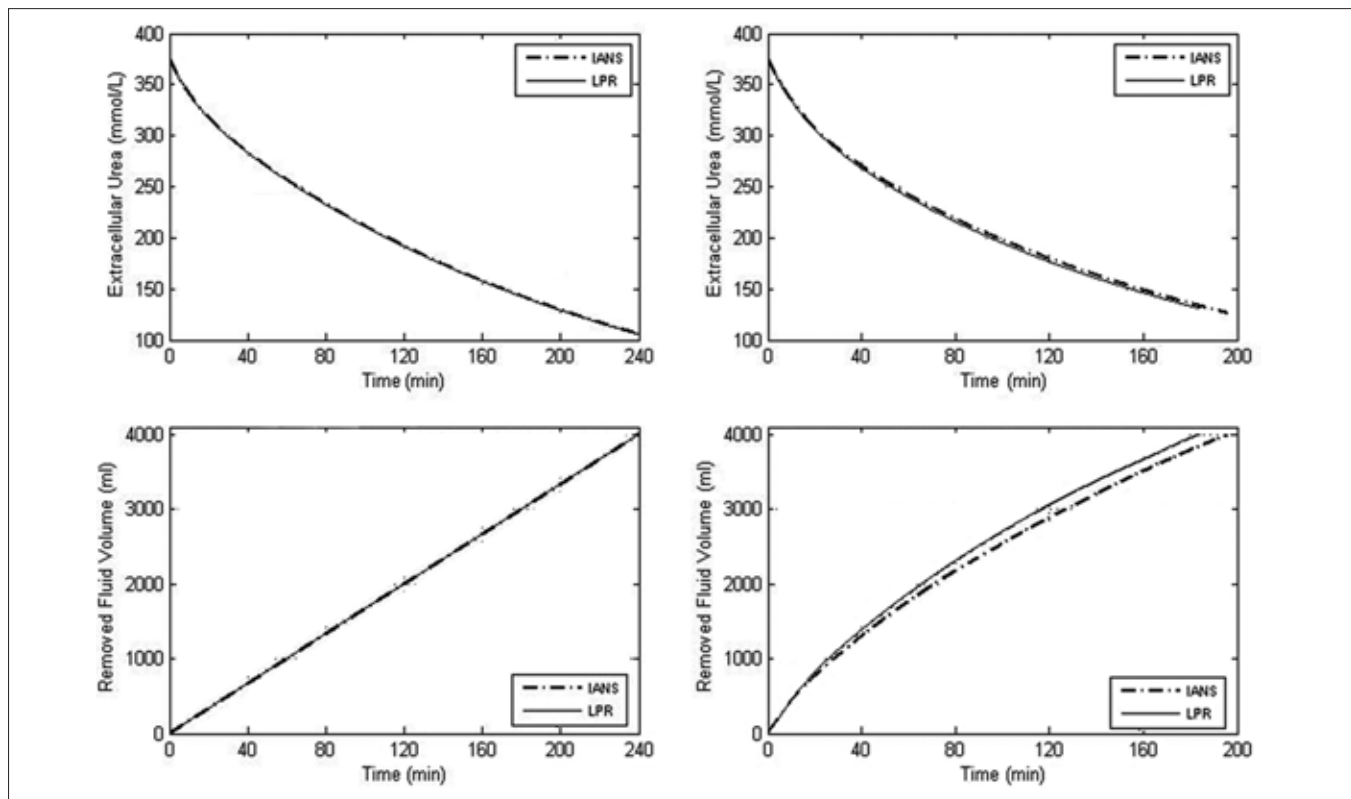 400
350
300
250
200
150
100
Extracellular Urea (mmol/L)
IANS
LPR
0 40 80 120 160 200 240
Time (min)
400
350
300
250
200
150
100
Extracellular Urea (mmol/L)
IANS
LPR
0 40 80 120 160 200
Time (min)
4000
3000
2000
1000
0
Removed Fluid Volume (ml)
IANS
LPR
0 40 80 120 160 200 240
Time (min)
4000
3000
2000
1000
0
Removed Fluid Volume (ml)
IANS
LPR
0 40 80 120 160 200
Time (min)